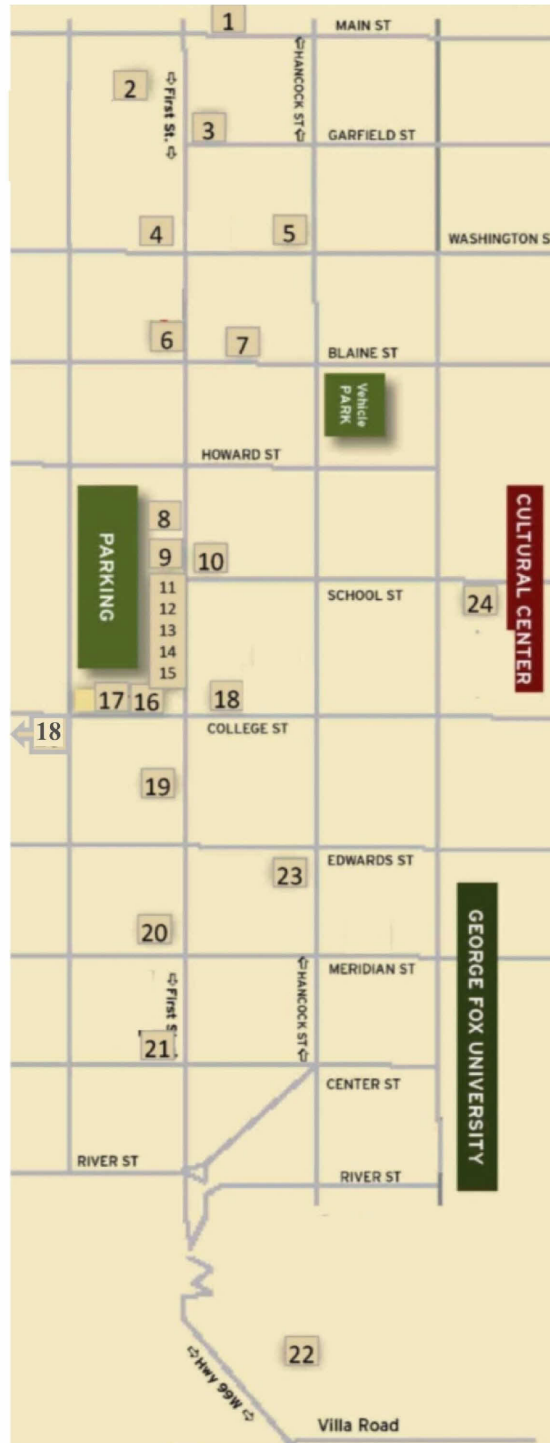 1
MAIN ST
2
First St.
HANCOCK ST
3
GARFIELD ST
4
5
WASHINGTON S
6
7
BLAINE ST
Vehicle
PARK
HOWARD ST
PARKING
8
9
10
CULTURAL CENTER
11
12
13
14
15
SCHOOL ST
24
17
16
18
COLLEGE ST
18
19
EDWARDS ST
23
20
GEORGE FOX UNIVERSITY
MERIDIAN ST
First S
HANCOCK ST
21
CENTER ST
RIVER ST
RIVER ST
22
Hwy 99W
Villa Road